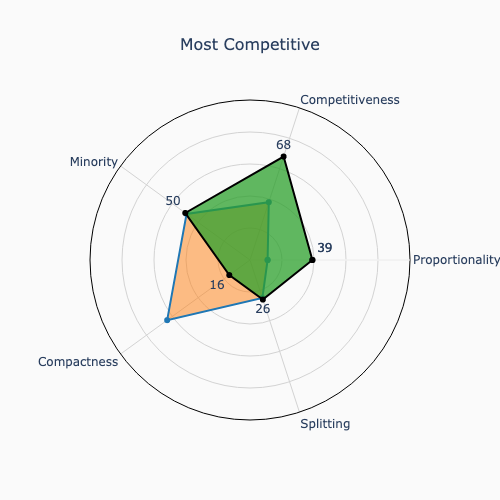 Most Competitive
Competitiveness
68
Minority
50
39
Proportionality
16
26
Compactness
Splitting